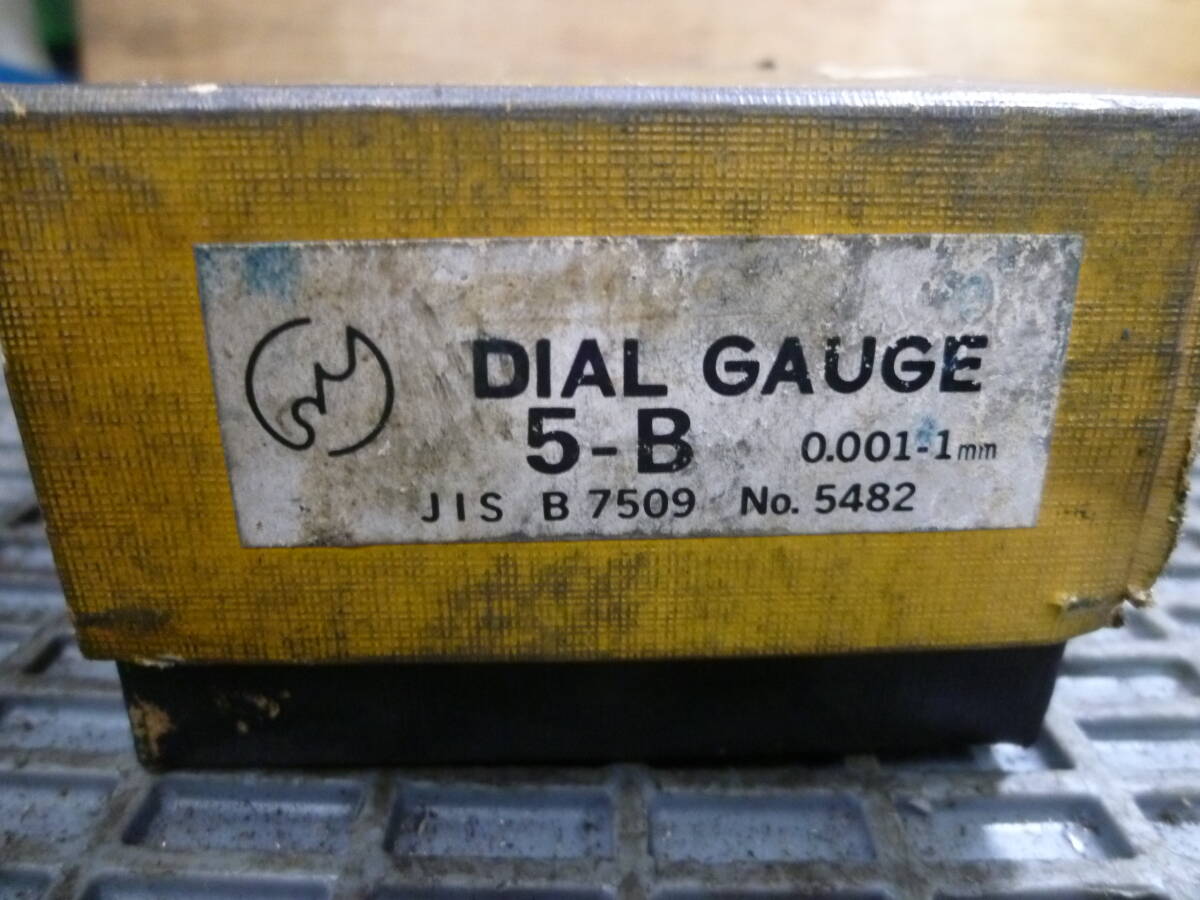 DIAL GAUGE
5-B 0.001-1mm
JIS B 7509 No. 5482